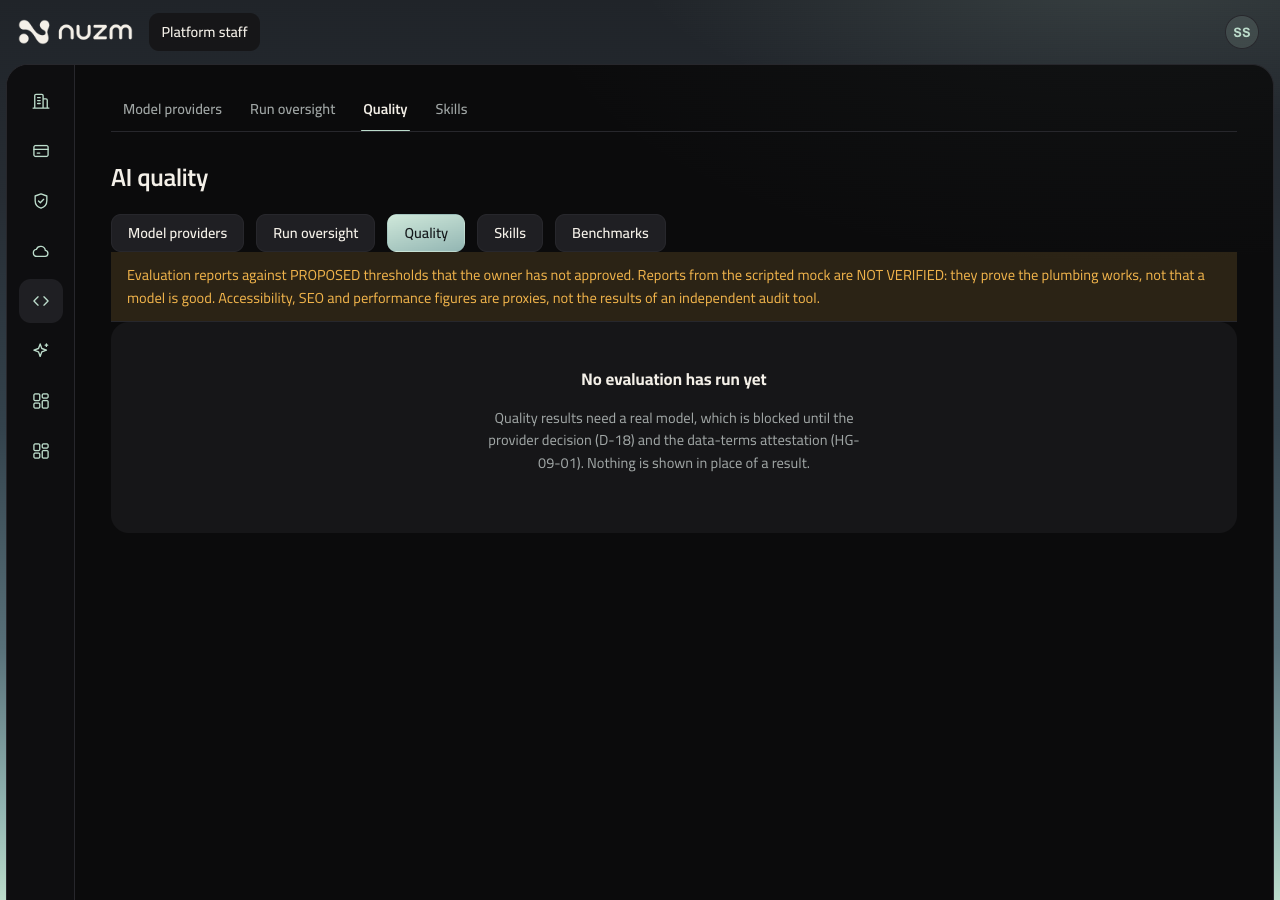 nuzm
Platform staff
SS
Model providers
Run oversight
Quality
Skills
AI quality
Model providers
Run oversight
Quality
Skills
Benchmarks
Evaluation reports against PROPOSED thresholds that the owner has not approved. Reports from the scripted mock are NOT VERIFIED: they prove the plumbing works, not that a
model is good. Accessibility, SEO and performance figures are proxies, not the results of an independent audit tool.
No evaluation has run yet
Quality results need a real model, which is blocked until the
provider decision (D-18) and the data-terms attestation (HG-
09-01). Nothing is shown in place of a result.